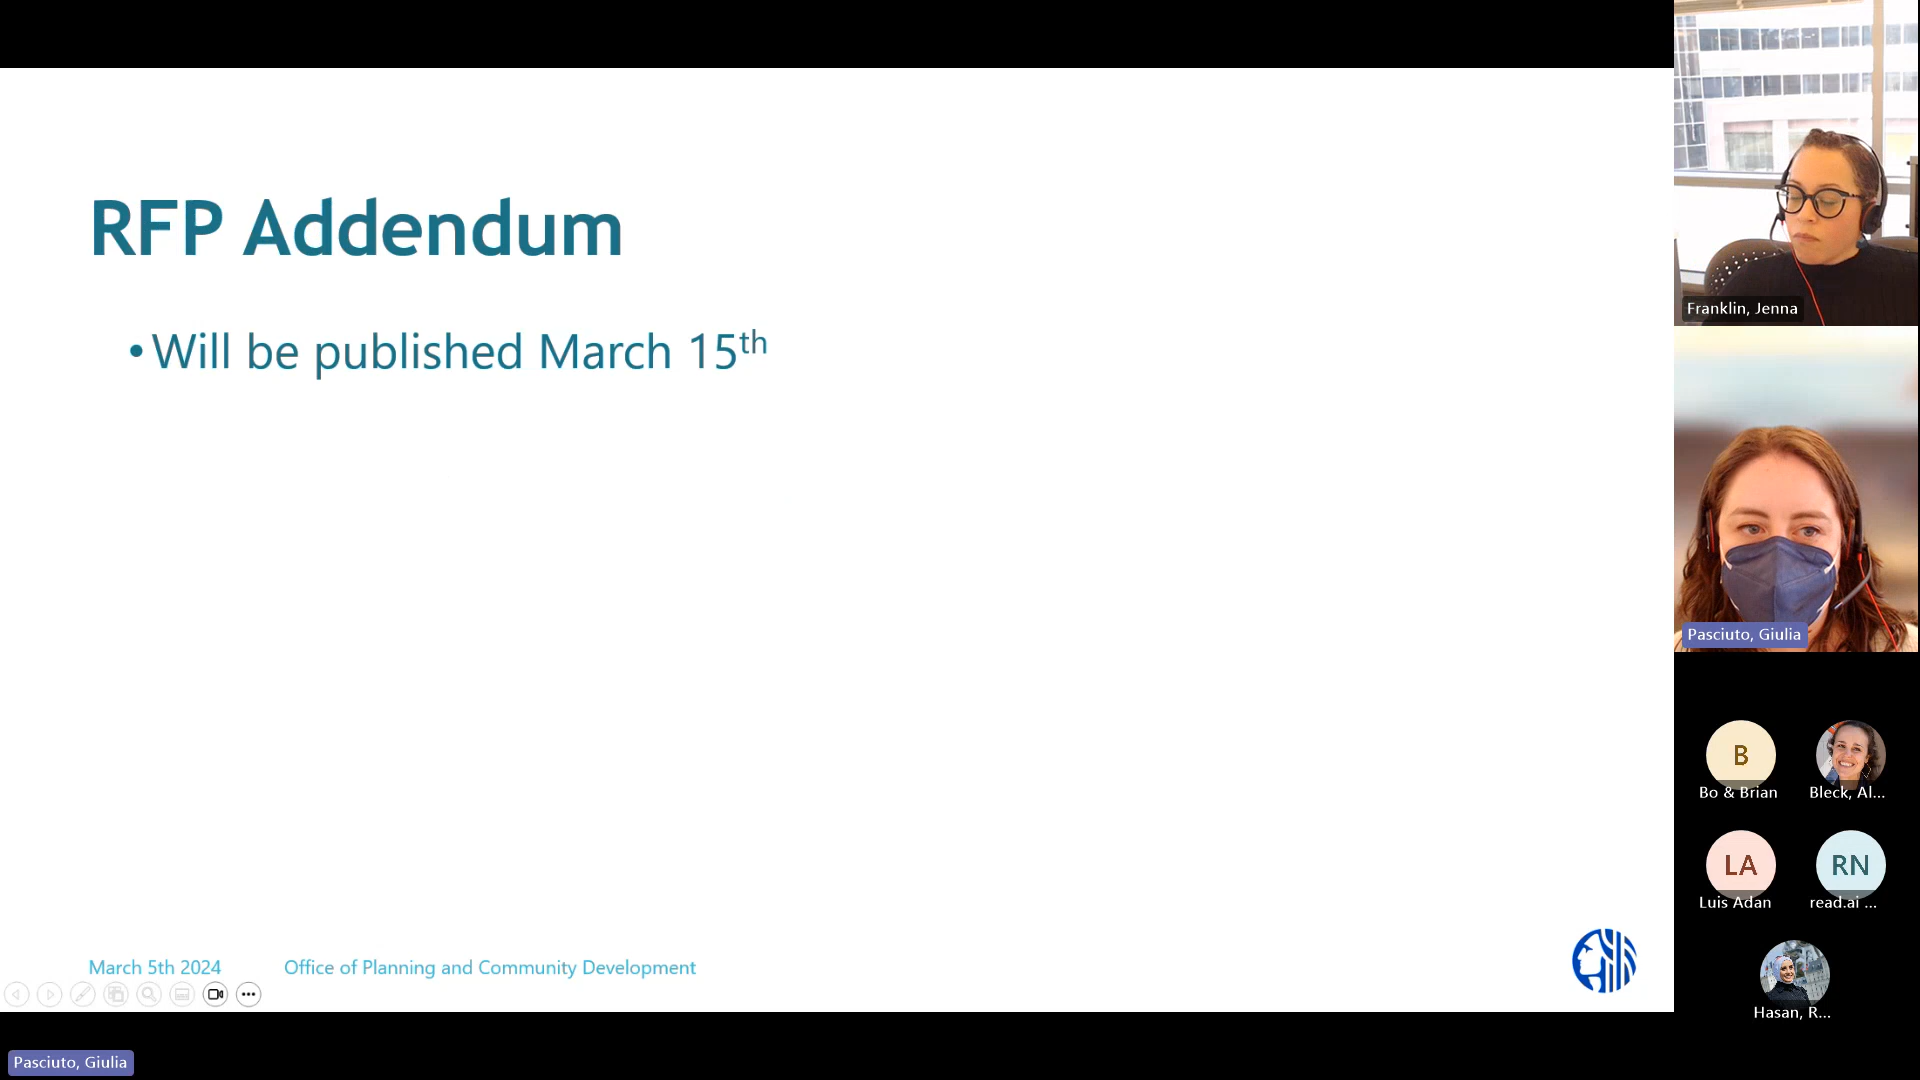 RFP Addendum
• Will be published March 15th
March 5th 2024 Office of Planning and Community Development
Pasciuto, Giulia
Franklin, Jenna
Pasciuto, Giulia
B
Bo & Brian
Bleck, Al...
LA
Luis Adan
RN
read.ai ...
Hasan, R...